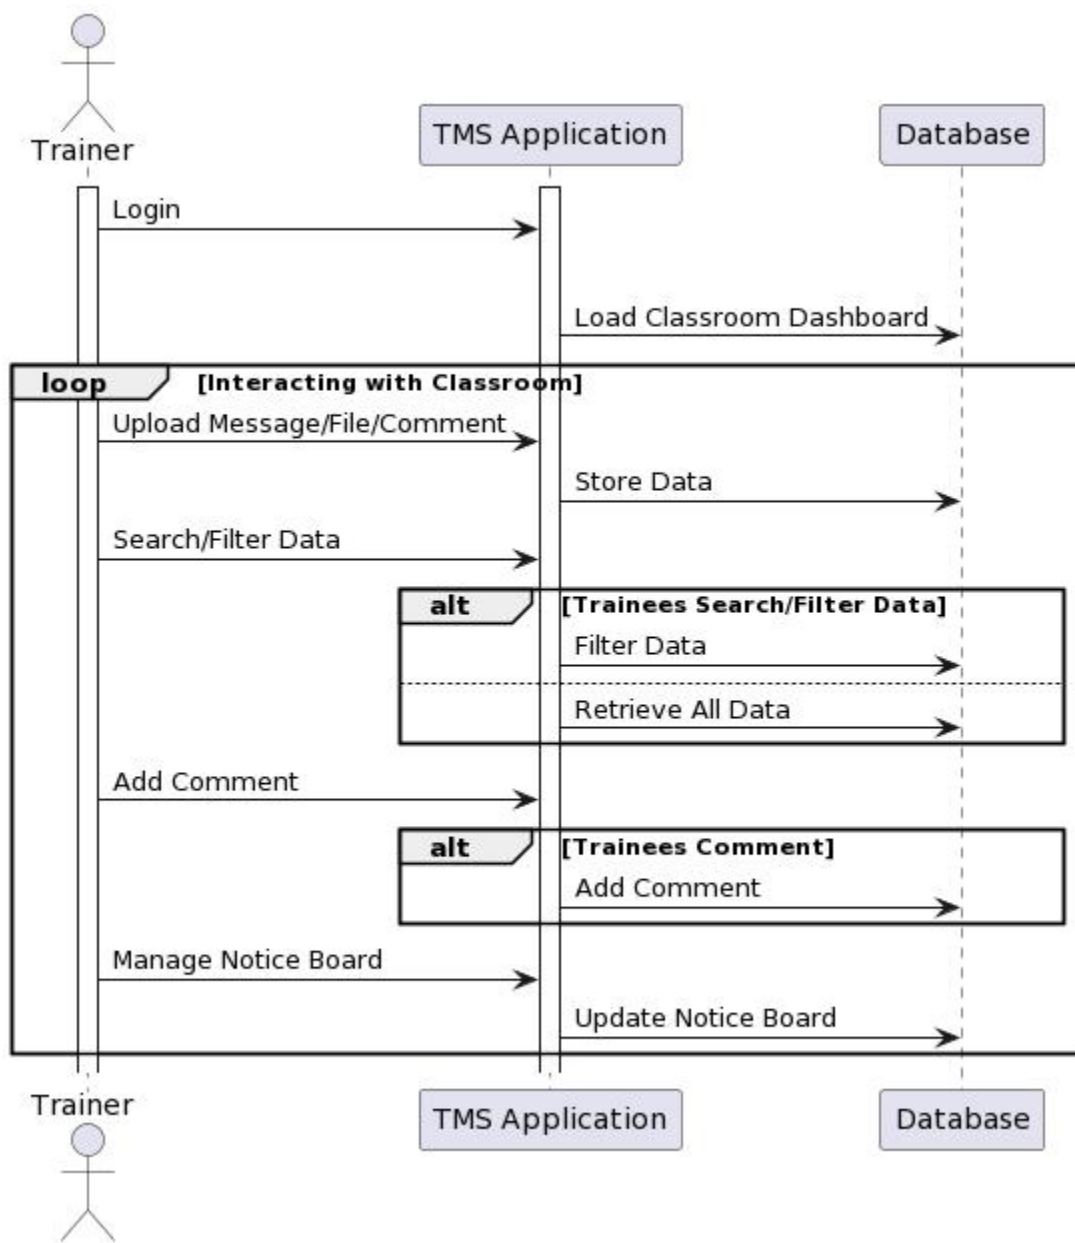 Trainer
TMS Application
Database
Login
Load Classroom Dashboard
loop
[Interacting with Classroom]
Upload Message/File/Comment
Store Data
Search/Filter Data
alt
[Trainees Search/Filter Data]
Filter Data
Retrieve All Data
Add Comment
alt
[Trainees Comment]
Add Comment
Manage Notice Board
Update Notice Board
Trainer
TMS Application
Database